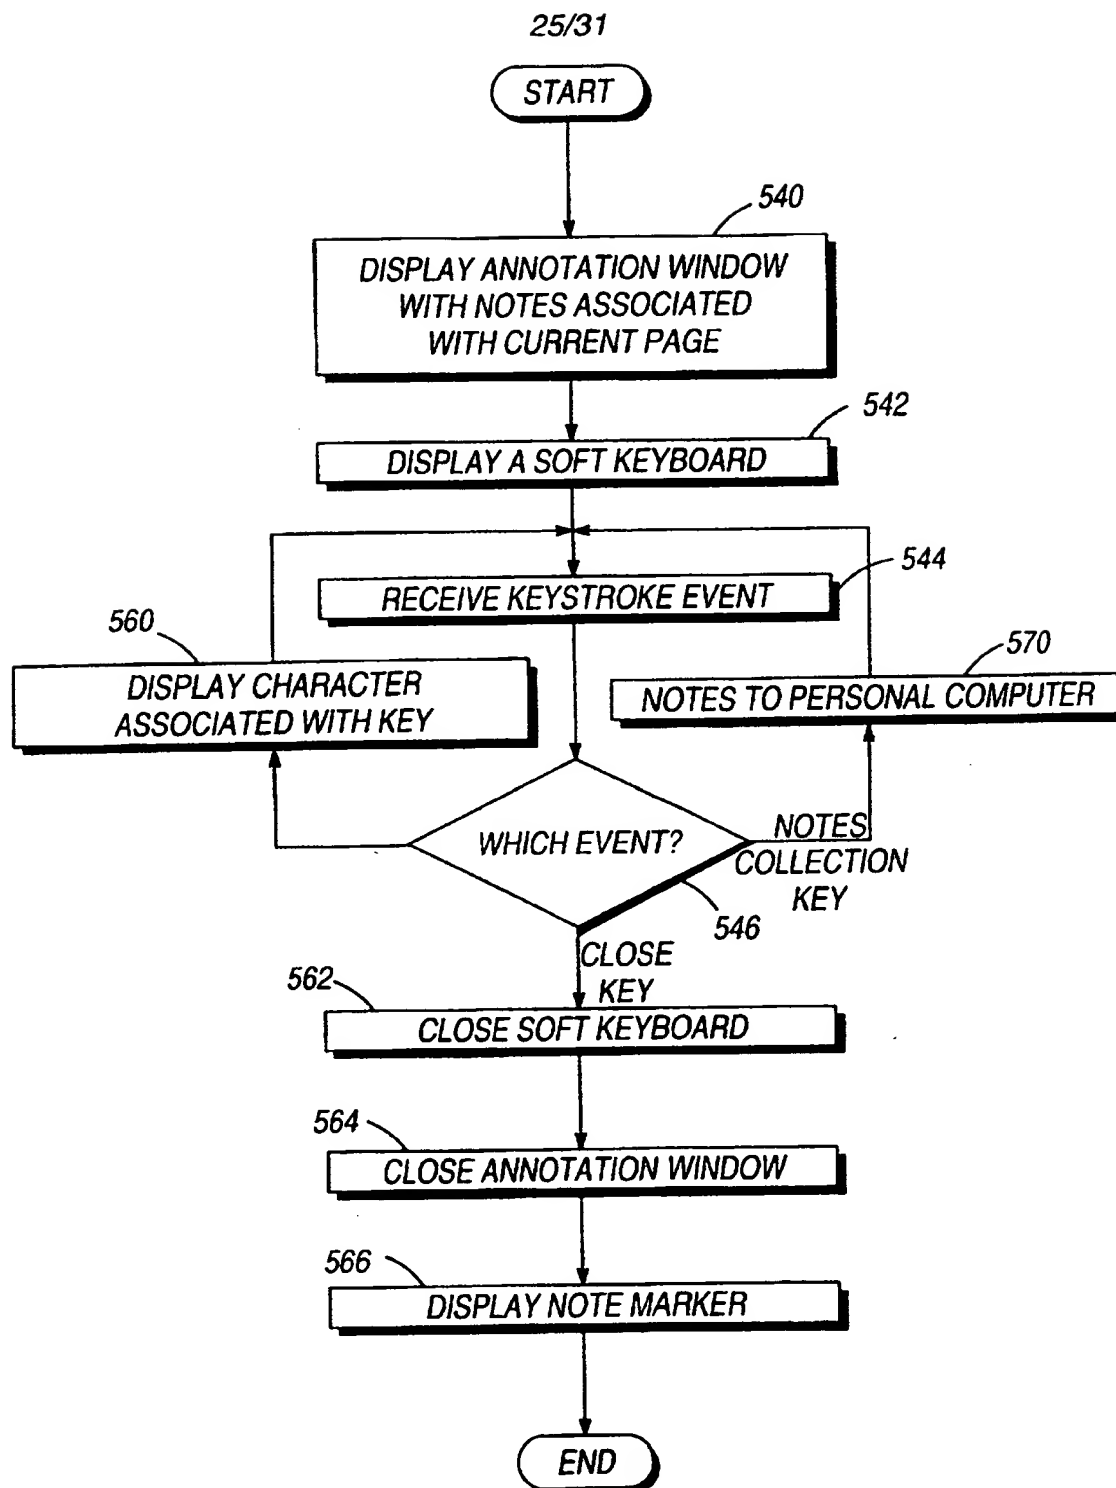 25/31
START
540
DISPLAY ANNOTATION WINDOW
WITH NOTES ASSOCIATED
WITH CURRENT PAGE
542
DISPLAY A SOFT KEYBOARD
544
RECEIVE KEYSTROKE EVENT
560
DISPLAY CHARACTER
ASSOCIATED WITH KEY
570
NOTES TO PERSONAL COMPUTER
WHICH EVENT?
NOTES
COLLECTION
KEY
546
CLOSE
KEY
562
CLOSE SOFT KEYBOARD
564
CLOSE ANNOTATION WINDOW
566
DISPLAY NOTE MARKER
END